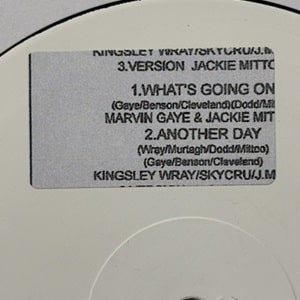 KINGSLEY WRAY/SKYCRU/J.M
3.VERSION JACKIE MITTO
1.WHAT'S GOING ON
(Gaye/Benson/Cleveland)(Dodd/Mit
MARVIN GAYE & JACKIE MIT
2.ANOTHER DAY
(Wray/Murtagh/Dodd/Mittoo)
(Gaye/Benson/Cleveland)
KINGSLEY WRAY/SKYCRU/J.M